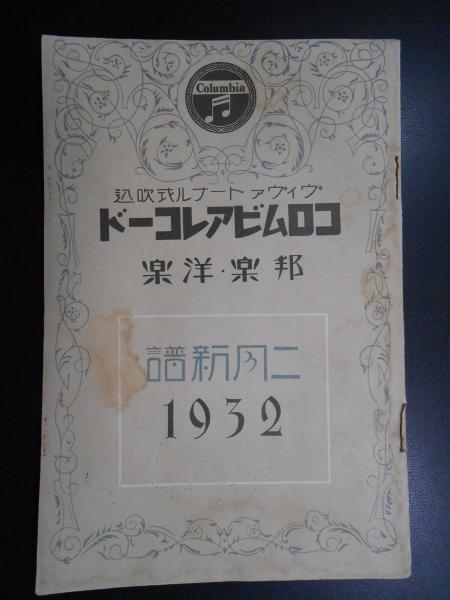 Columbia
ヴィヴァトーナル式吹込
コロムビアレコード
邦楽・洋楽
二月新譜
1932